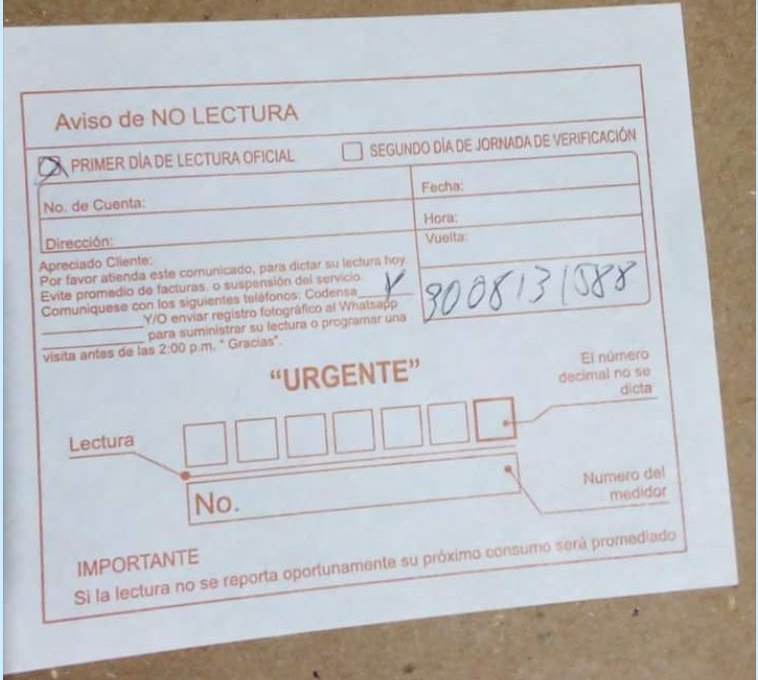 Aviso de NO LECTURA
PRIMER DÍA DE LECTURA OFICIAL
SEGUNDO DÍA DE JORNADA DE VERIFICACIÓN
No. de Cuenta:
Fecha:
Hora:
Dirección:
Vuelta:
Apreciado Cliente:
Por favor atienda este comunicado, para dictar su lectura hoy.
Evite promedio de facturas, o suspensión del servicio.
Comuniquese con los siguientes teléfonos: Codensa
3008131588
Y/O enviar registro fotográfico al Whatsapp
para suministrar su lectura o programar una
visita antes de las 2:00 p.m. " Gracias".
“URGENTE”
El número
decimal no se
dicta
Lectura
No.
Numero del
medidor
IMPORTANTE
Si la lectura no se reporta oportunamente su próximo consumo será promediado